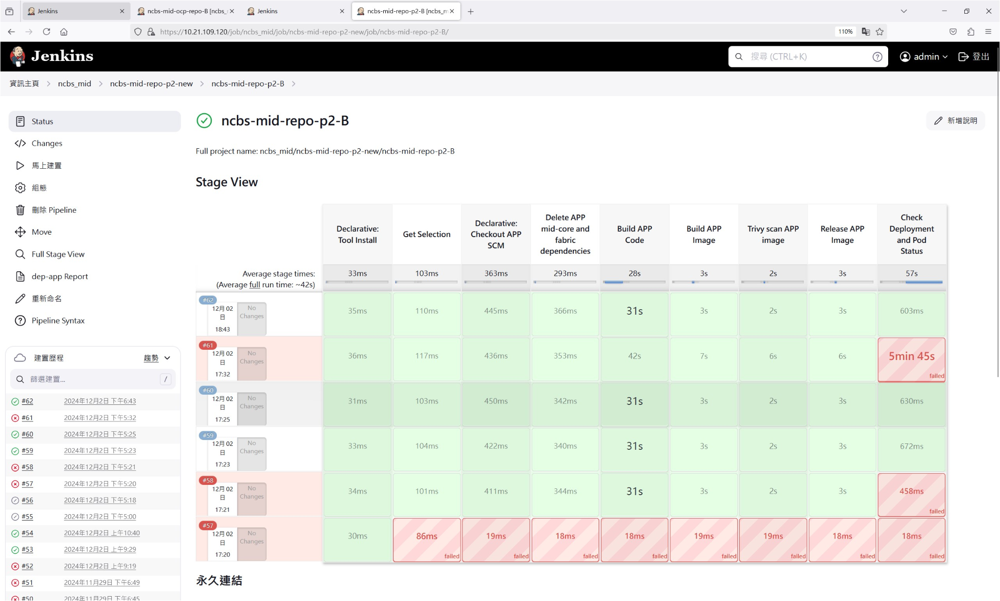 Jenkins
ncbs-mid-ocp-repo-B [ncbs_
Jenkins
ncbs-mid-repo-p2-B [ncbs_m
https://10.21.109.120/job/ncbs_mid/job/ncbs-mid-repo-p2-new/job/ncbs-mid-repo-p2-B/
110%
Jenkins
搜尋 (CTRL+K)
admin
登出
資訊主頁 > ncbs_mid > ncbs-mid-repo-p2-new > ncbs-mid-repo-p2-B >
Status
Changes
馬上建置
組態
刪除 Pipeline
Move
Full Stage View
dep-app Report
重新命名
Pipeline Syntax
建置歷程
趨勢
篩選建置...
/
#62 2024年12月2日 下午6:43
#61 2024年12月2日 下午5:32
#60 2024年12月2日 下午5:25
#59 2024年12月2日 下午5:23
#58 2024年12月2日 下午5:21
#57 2024年12月2日 下午5:20
#56 2024年12月2日 下午5:18
#55 2024年12月2日 下午5:00
#54 2024年12月2日 上午10:40
#53 2024年12月2日 上午9:29
#52 2024年12月2日 上午9:19
#51 2024年11月29日 下午6:49
#50 2024年11月29日 下午6:45
ncbs-mid-repo-p2-B
新增說明
Full project name: ncbs_mid/ncbs-mid-repo-p2-new/ncbs-mid-repo-p2-B
Stage View
Declarative:
Tool Install
Get Selection
Declarative:
Checkout APP
SCM
Delete APP
mid-core and
fabric
dependencies
Build APP
Code
Build APP
Image
Trivy scan APP
image
Release APP
Image
Check
Deployment
and Pod
Status
Average stage times:
(Average full run time: ~42s)
33ms 103ms 363ms 293ms 28s 3s 2s 3s 57s
#62
12月 02
日
18:43
No
Changes
35ms 110ms 445ms 366ms 31s 3s 2s 3s 603ms
#61
12月 02
日
17:32
No
Changes
36ms 117ms 436ms 353ms 42s 7s 6s 6s 5min 45s
failed
#60
12月 02
日
17:25
No
Changes
31ms 103ms 450ms 342ms 31s 3s 2s 3s 630ms
#59
12月 02
日
17:23
No
Changes
33ms 104ms 422ms 340ms 31s 3s 2s 3s 672ms
#58
12月 02
日
17:21
No
Changes
34ms 101ms 411ms 344ms 31s 3s 2s 3s 458ms
failed
#57
12月 02
日
17:20
No
Changes
30ms 86ms 19ms 18ms 18ms 19ms 19ms 18ms 18ms
failed failed failed failed failed failed failed failed
永久連結